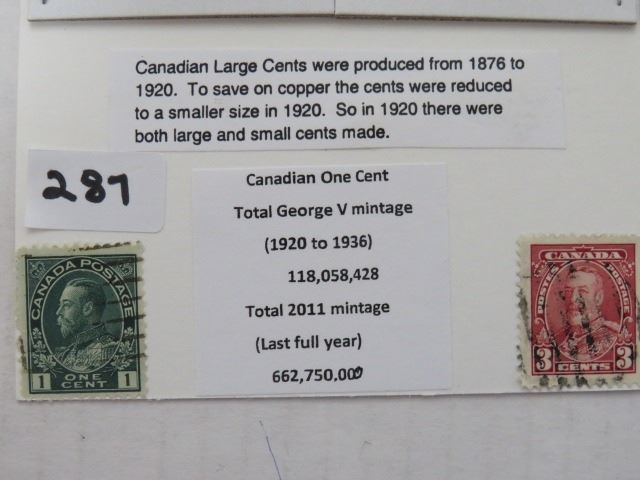 Canadian Large Cents were produced from 1876 to
1920. To save on copper the cents were reduced
to a smaller size in 1920. So in 1920 there were
both large and small cents made.
287
Canadian One Cent
Total George V mintage
(1920 to 1936)
118,058,428
Total 2011 mintage
(Last full year)
662,750,000
CANADA POSTAGE
1 ONE CENT 1
CANADA
POSTES POSTAGE
3 CENTS 3